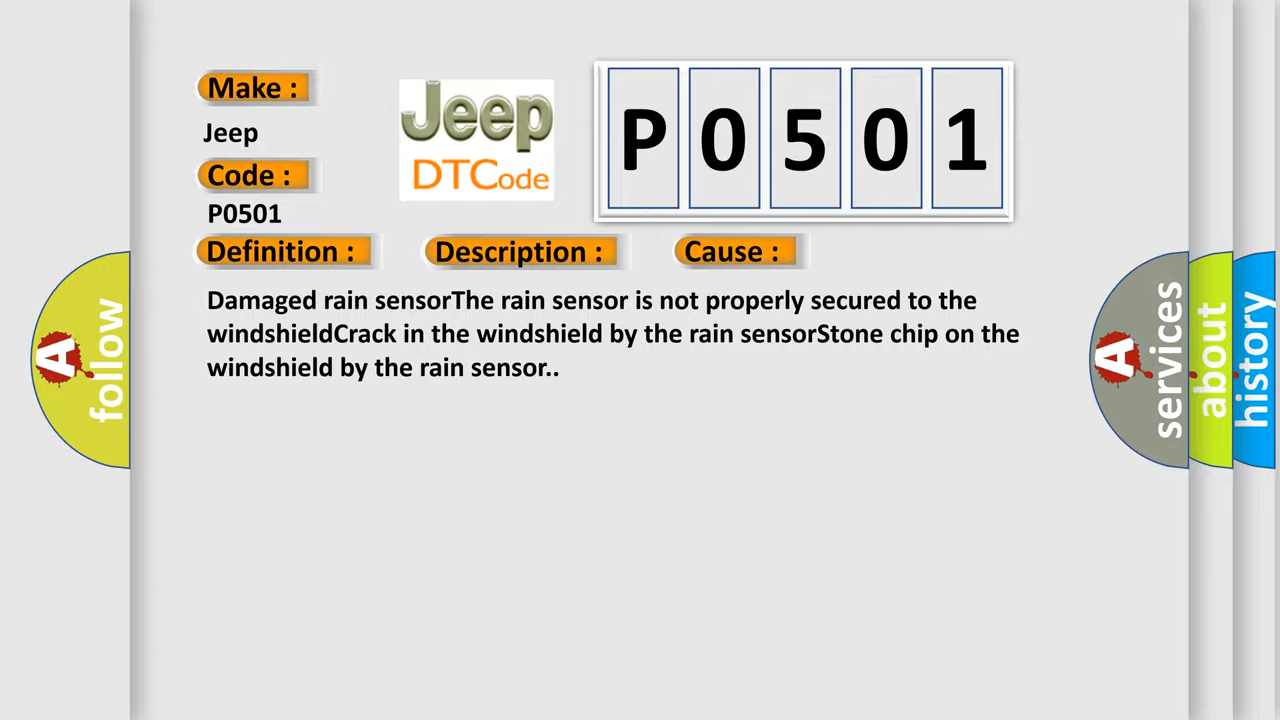 Make :
Jeep
Code :
P0501
Jeep
DTCode
P0501
Definition :
Description :
Cause :
Damaged rain sensorThe rain sensor is not properly secured to the
windshieldCrack in the windshield by the rain sensorStone chip on the
windshield by the rain sensor..
A follow
A services
about
history